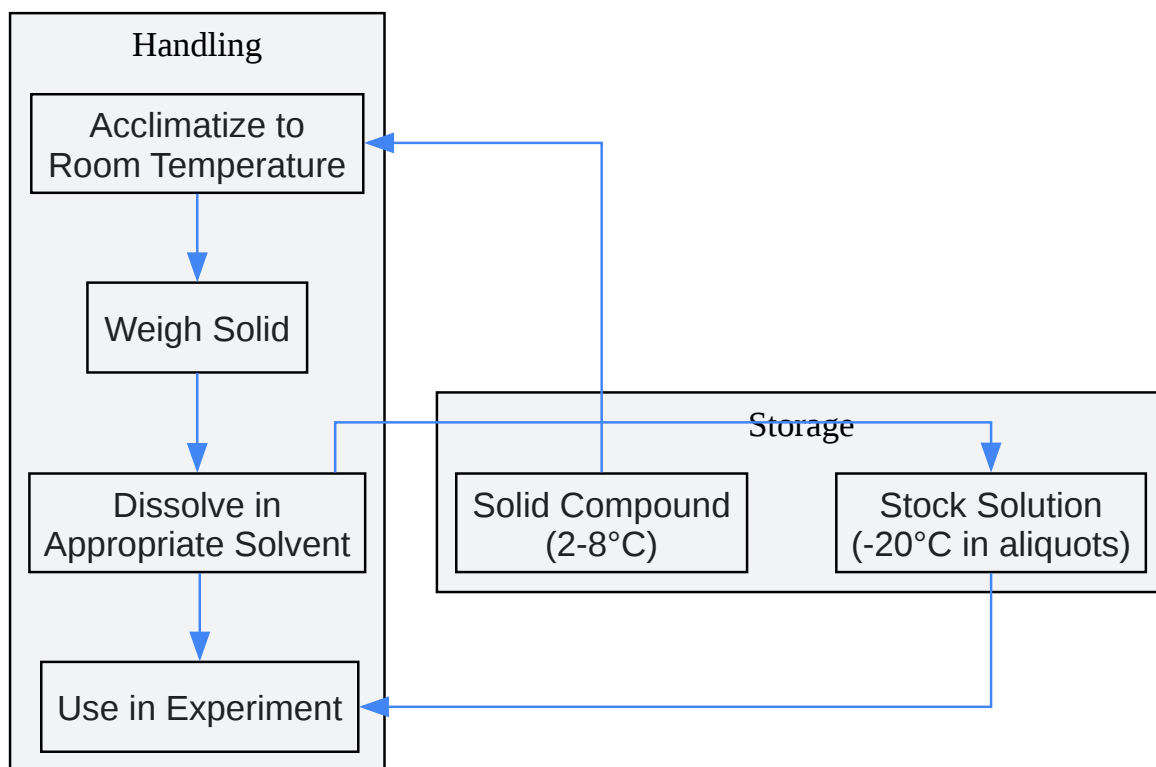 Handling
Acclimatize to
Room Temperature
Weigh Solid
Dissolve in
Appropriate Solvent
Use in Experiment
Storage
Solid Compound
(2-8°C)
Stock Solution
(-20°C in aliquots)